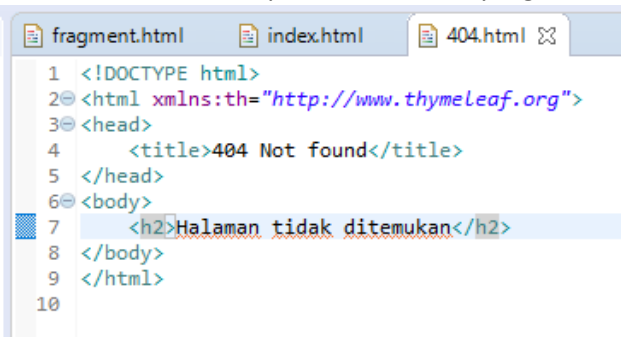 fragment.html index.html 404.html
1 <!DOCTYPE html>
2 <html xmlns:th="http://www.thymeleaf.org">
3 <head>
4 <title>404 Not found</title>
5 </head>
6 <body>
7 <h2>Halaman tidak ditemukan</h2>
8 </body>
9 </html>
10